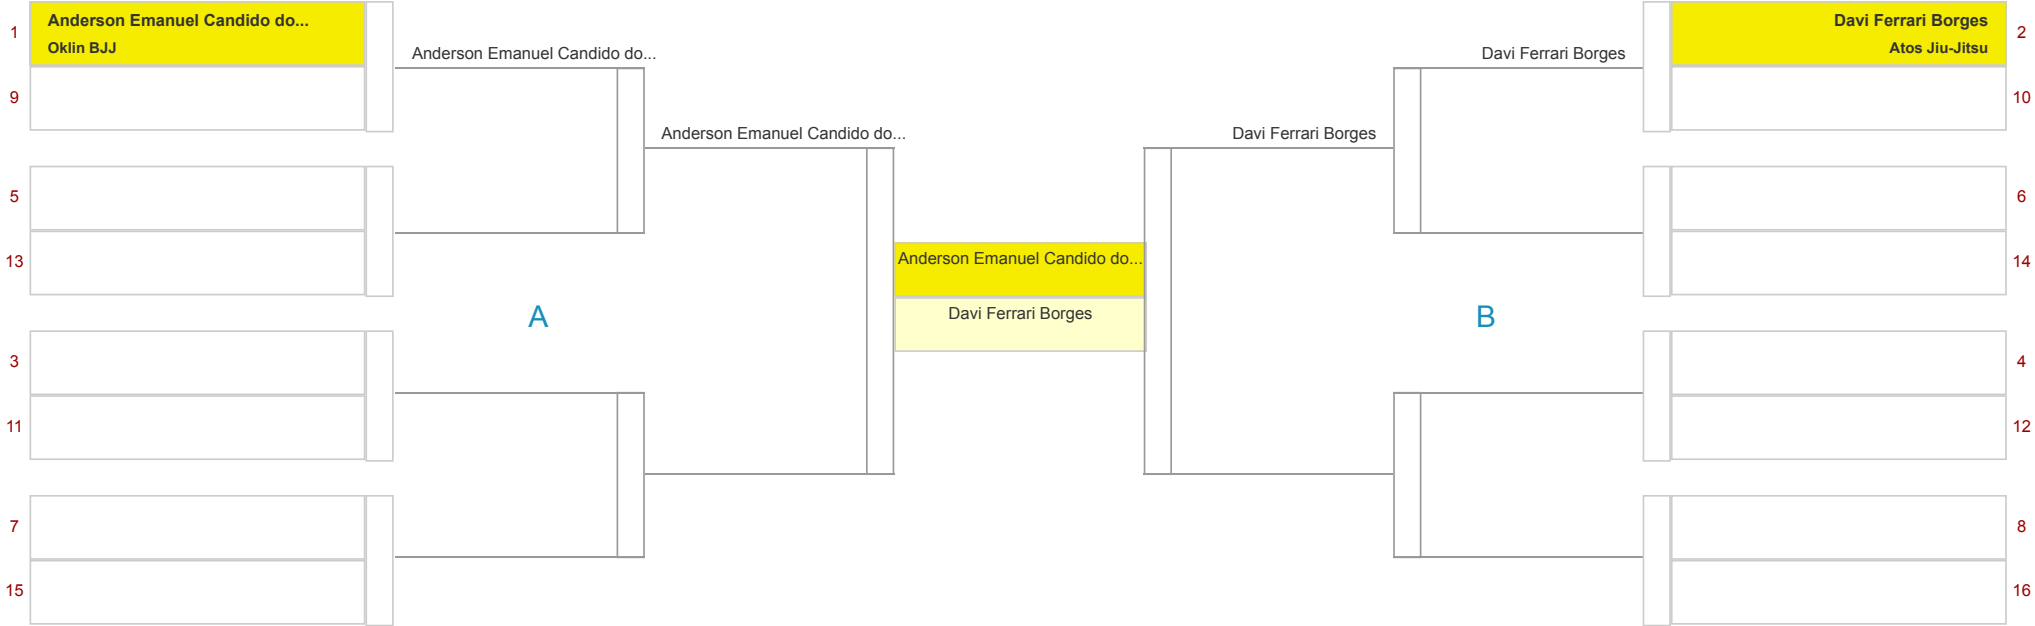 1
Anderson Emanuel Candido do...
Oklin BJJ
9
5
13
3
11
7
15
Anderson Emanuel Candido do...
Anderson Emanuel Candido do...
A
Anderson Emanuel Candido do...
Davi Ferrari Borges
B
Davi Ferrari Borges
Davi Ferrari Borges
Davi Ferrari Borges
Atos Jiu-Jitsu
2
10
6
14
4
12
8
16